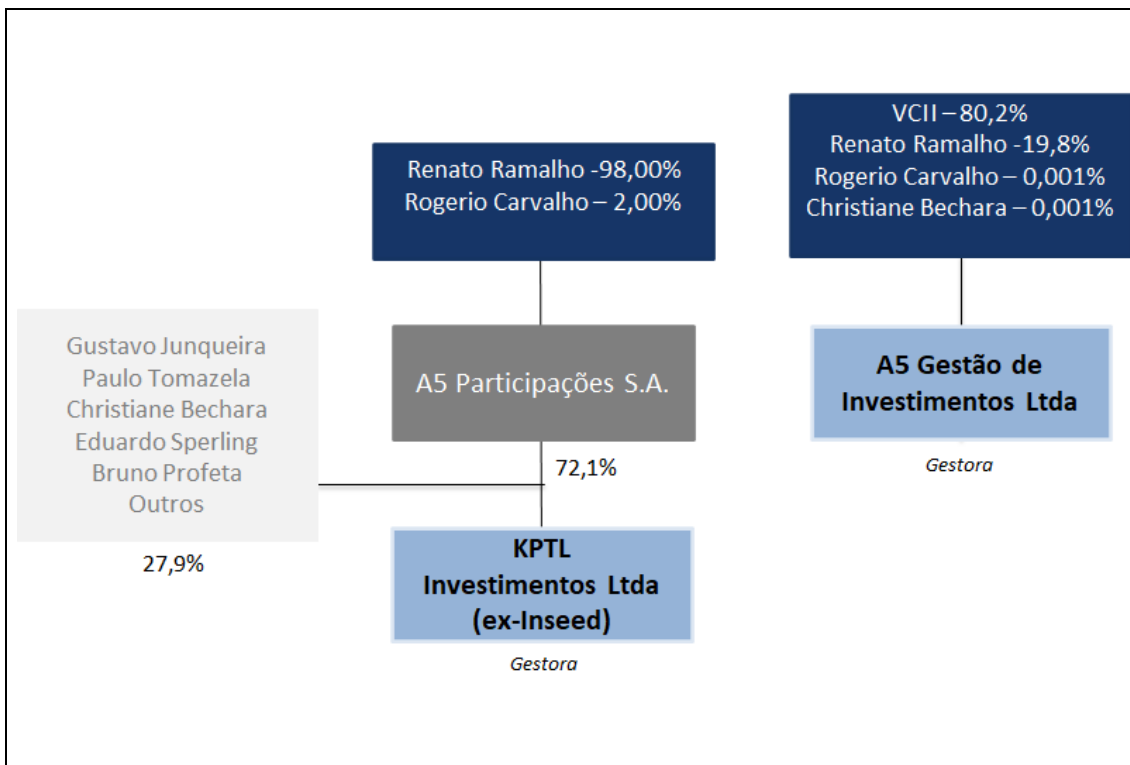 VCII – 80,2%
Renato Ramalho -19,8%
Rogerio Carvalho – 0,001%
Christiane Bechara – 0,001%
Renato Ramalho -98,00%
Rogerio Carvalho – 2,00%
Gustavo Junqueira
Paulo Tomazela
Christiane Bechara
Eduardo Sperling
Bruno Profeta
Outros
27,9%
A5 Participações S.A.
72,1%
A5 Gestão de
Investimentos Ltda
Gestora
KPTL
Investimentos Ltda
(ex-Inseed)
Gestora